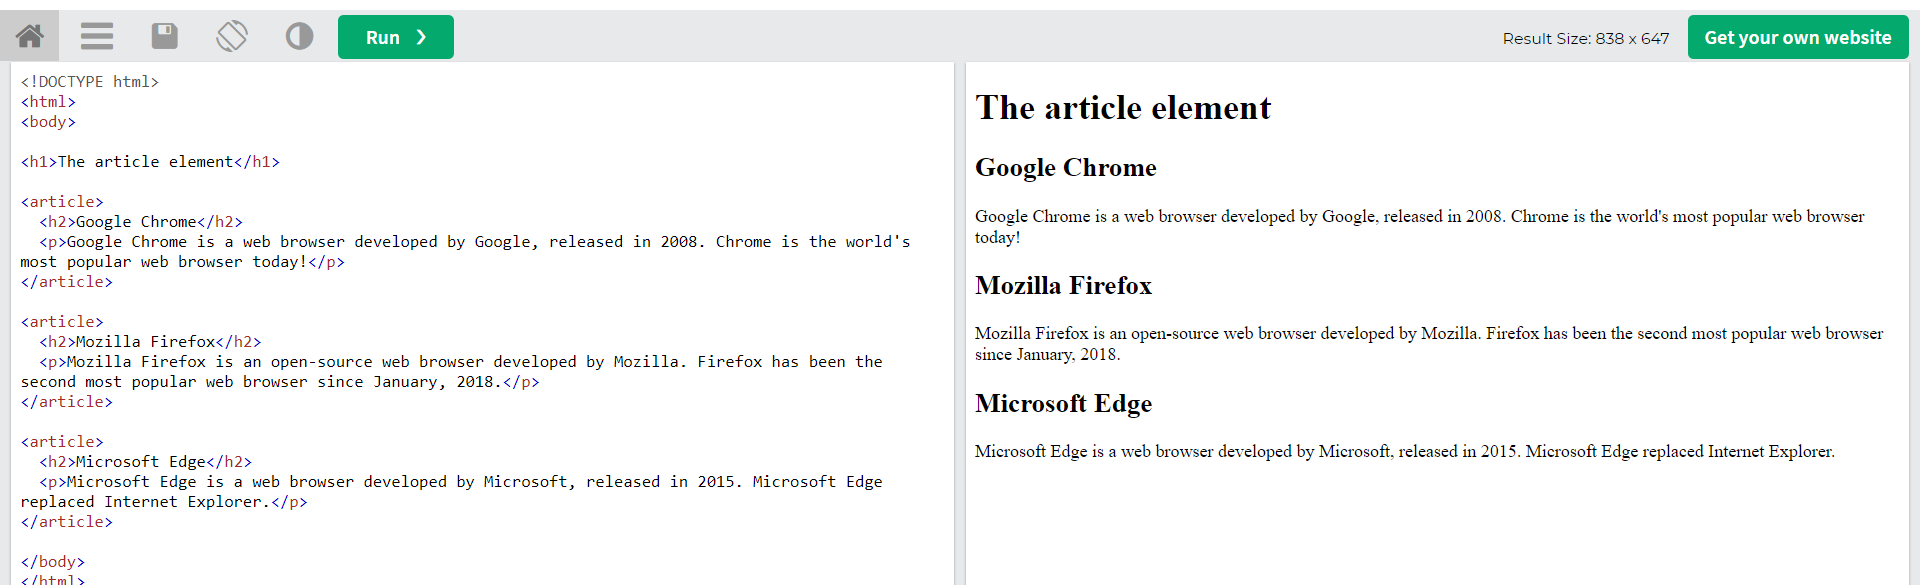 Run ❯
Result Size: 838 x 647
Get your own website
<!DOCTYPE html>
<html>
<body>
<h1>The article element</h1>
<article>
<h2>Google Chrome</h2>
<p>Google Chrome is a web browser developed by Google, released in 2008. Chrome is the world's
most popular web browser today!</p>
</article>
<article>
<h2>Mozilla Firefox</h2>
<p>Mozilla Firefox is an open-source web browser developed by Mozilla. Firefox has been the
second most popular web browser since January, 2018.</p>
</article>
<article>
<h2>Microsoft Edge</h2>
<p>Microsoft Edge is a web browser developed by Microsoft, released in 2015. Microsoft Edge
replaced Internet Explorer.</p>
</article>
</body>
</html>
The article element
Google Chrome
Google Chrome is a web browser developed by Google, released in 2008. Chrome is the world's most popular web browser
today!
Mozilla Firefox
Mozilla Firefox is an open-source web browser developed by Mozilla. Firefox has been the second most popular web browser
since January, 2018.
Microsoft Edge
Microsoft Edge is a web browser developed by Microsoft, released in 2015. Microsoft Edge replaced Internet Explorer.